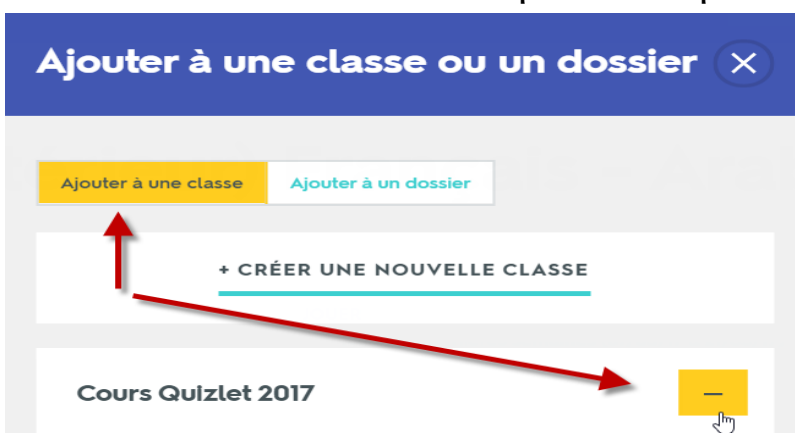 Ajouter à une classe ou un dossier
Ajouter à une classe Ajouter à un dossier
+ CRÉER UNE NOUVELLE CLASSE
Cours Quizlet 2017